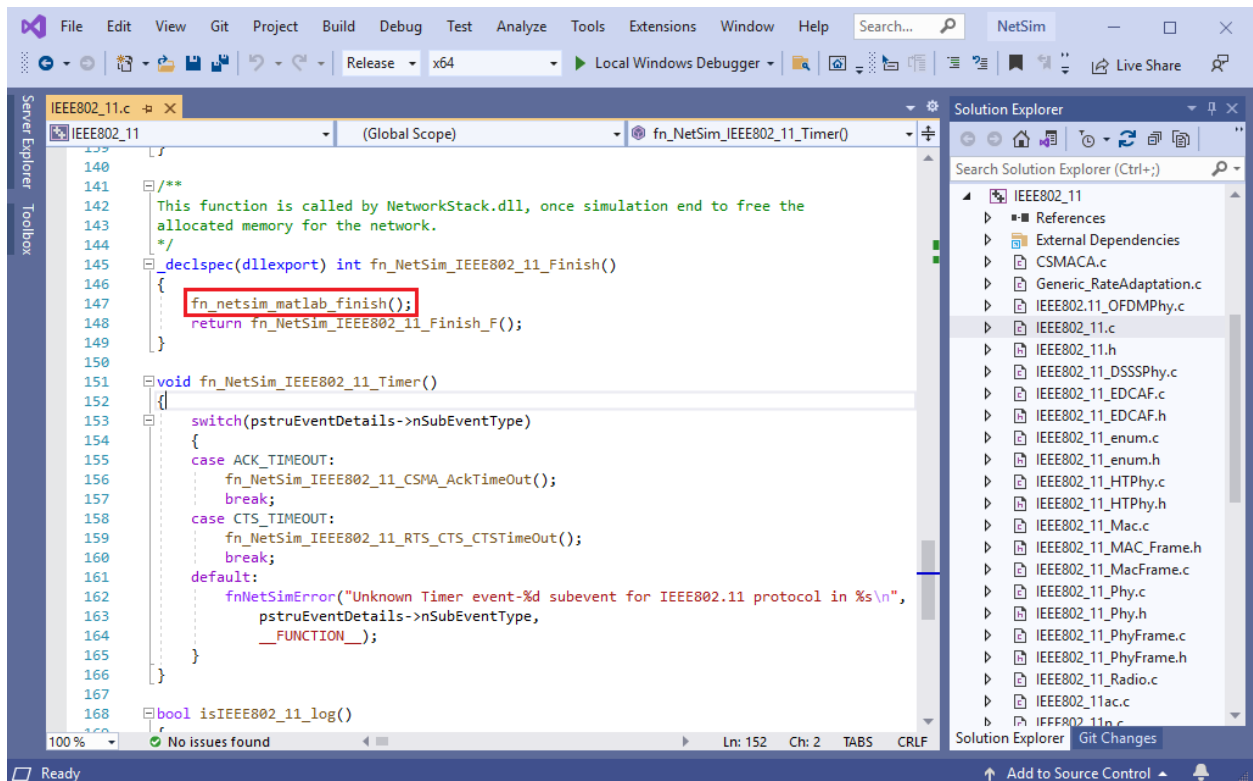 File Edit View Git Project Build Debug Test Analyze Tools Extensions Window Help Search... NetSim
Release x64 Local Windows Debugger Live Share
Server Explorer
Toolbox
IEEE802_11.c
IEEE802_11 (Global Scope) fn_NetSim_IEEE802_11_Timer()
139 }
140
141 /**
142 This function is called by NetworkStack.dll, once simulation end to free the
143 allocated memory for the network.
144 */
145 _declspec(dllexport) int fn_NetSim_IEEE802_11_Finish()
146 {
147 fn_netsim_matlab_finish();
148 return fn_NetSim_IEEE802_11_Finish_F();
149 }
150
151 void fn_NetSim_IEEE802_11_Timer()
152 {
153 switch(pstruEventDetails->nSubEventType)
154 {
155 case ACK_TIMEOUT:
156 fn_NetSim_IEEE802_11_CSMA_AckTimeOut();
157 break;
158 case CTS_TIMEOUT:
159 fn_NetSim_IEEE802_11_RTS_CTS_CTSTimeOut();
160 break;
161 default:
162 fnNetSimError("Unknown Timer event-%d subevent for IEEE802.11 protocol in %s\n",
163 pstruEventDetails->nSubEventType,
164 __FUNCTION__);
165 }
166 }
167
168 bool isIEEE802_11_log()
169 {
100 % No issues found Ln: 152 Ch: 2 TABS CRLF
Solution Explorer
Search Solution Explorer (Ctrl+;)
IEEE802_11
References
External Dependencies
CSMACA.c
Generic_RateAdaptation.c
IEEE802.11_OFDMPhy.c
IEEE802_11.c
IEEE802_11.h
IEEE802_11_DSSSPhy.c
IEEE802_11_EDCAF.c
IEEE802_11_EDCAF.h
IEEE802_11_enum.c
IEEE802_11_enum.h
IEEE802_11_HTPhy.c
IEEE802_11_HTPhy.h
IEEE802_11_Mac.c
IEEE802_11_MAC_Frame.h
IEEE802_11_MacFrame.c
IEEE802_11_Phy.c
IEEE802_11_Phy.h
IEEE802_11_PhyFrame.c
IEEE802_11_PhyFrame.h
IEEE802_11_Radio.c
IEEE802_11ac.c
IEEE802_11n.c
Solution Explorer Git Changes
Ready Add to Source Control